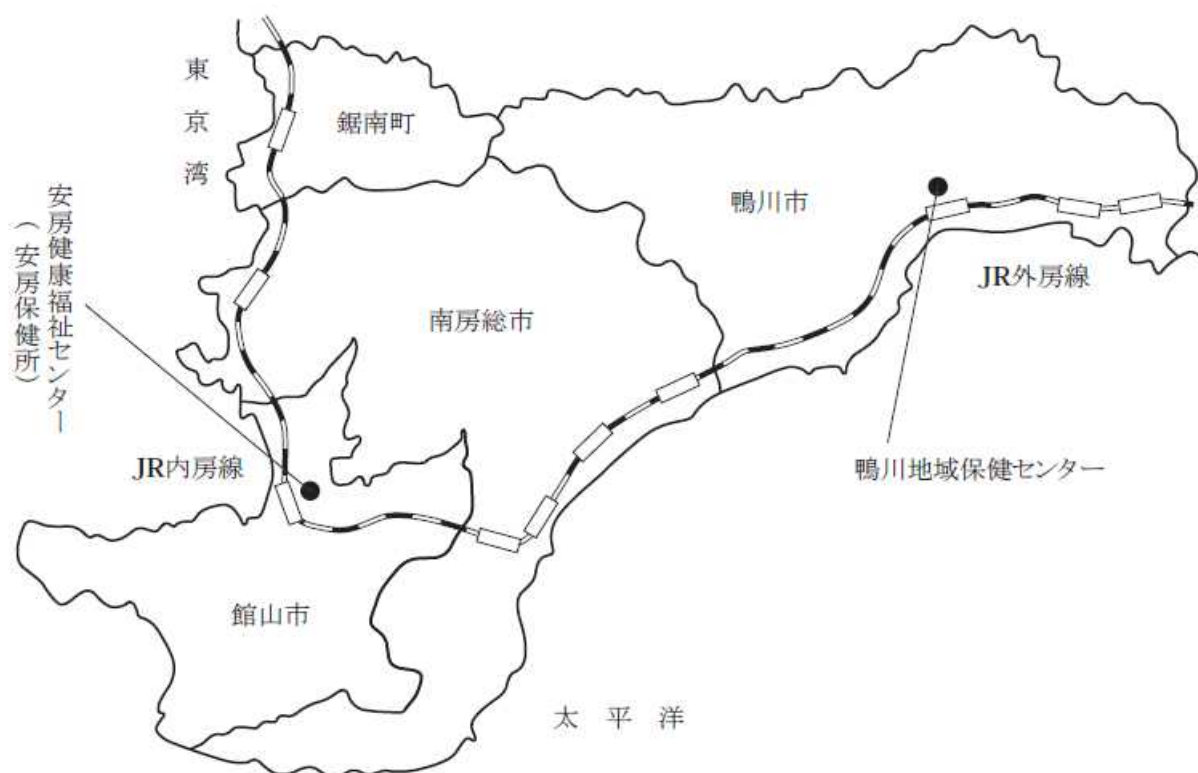 東京湾
鋸南町
鴨川市
安房健康福祉センター
（安房保健所）
南房総市
JR外房線
JR内房線
鴨川地域保健センター
館山市
太平洋